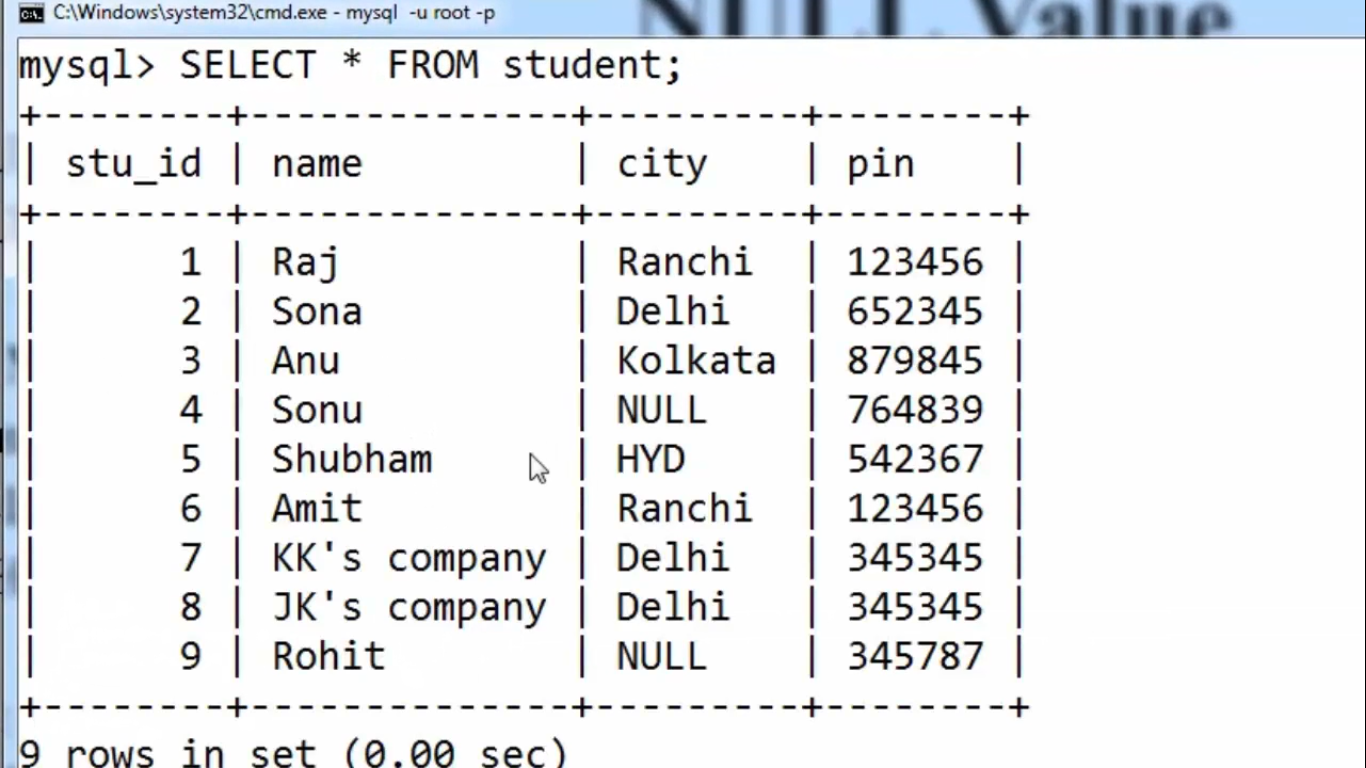 NULL Value
C:\Windows\system32\cmd.exe - mysql  -u root -p
mysql> SELECT * FROM student;
+--------+--------------+---------+--------+
| stu_id | name         | city    | pin    |
+--------+--------------+---------+--------+
|      1 | Raj          | Ranchi  | 123456 |
|      2 | Sona         | Delhi   | 652345 |
|      3 | Anu          | Kolkata | 879845 |
|      4 | Sonu         | NULL    | 764839 |
|      5 | Shubham      | HYD     | 542367 |
|      6 | Amit         | Ranchi  | 123456 |
|      7 | KK's company | Delhi   | 345345 |
|      8 | JK's company | Delhi   | 345345 |
|      9 | Rohit        | NULL    | 345787 |
+--------+--------------+---------+--------+
9 rows in set (0.00 sec)